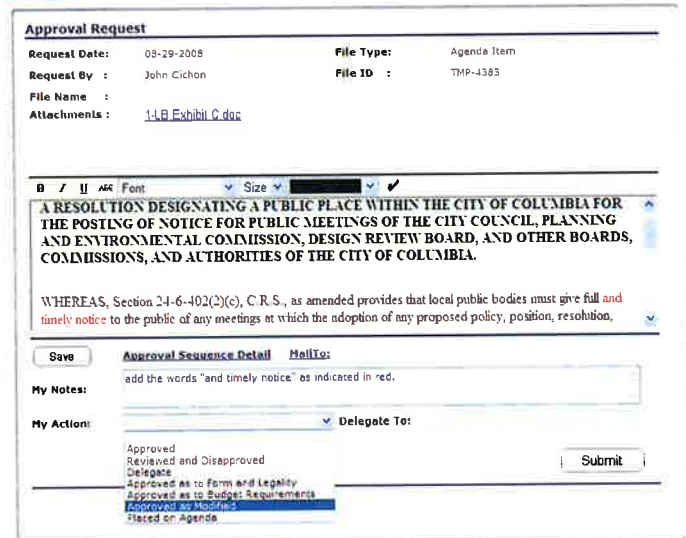 Approval Request
Request Date: 08-29-2008 File Type: Agenda Item
Request By : John Cichon File ID : TMP-4383
File Name :
Attachments : 1-LB Exhibit C.doc
B I U ABC Font Size
A RESOLUTION DESIGNATING A PUBLIC PLACE WITHIN THE CITY OF COLUMBIA FOR
THE POSTING OF NOTICE FOR PUBLIC MEETINGS OF THE CITY COUNCIL, PLANNING
AND ENVIRONMENTAL COMMISSION, DESIGN REVIEW BOARD, AND OTHER BOARDS,
COMMISSIONS, AND AUTHORITIES OF THE CITY OF COLUMBIA.
WHEREAS, Section 24-6-402(2)(c), C.R.S., as amended provides that local public bodies must give full and
timely notice to the public of any meetings at which the adoption of any proposed policy, position, resolution,
Save Approval Sequence Detail MailTo:
My Notes: add the words "and timely notice" as indicated in red.
My Action: Delegate To:
Approved
Reviewed and Disapproved
Delegate
Approved as to Form and Legality
Approved as to Budget Requirements
Approved as Modified
Placed on Agenda
Submit